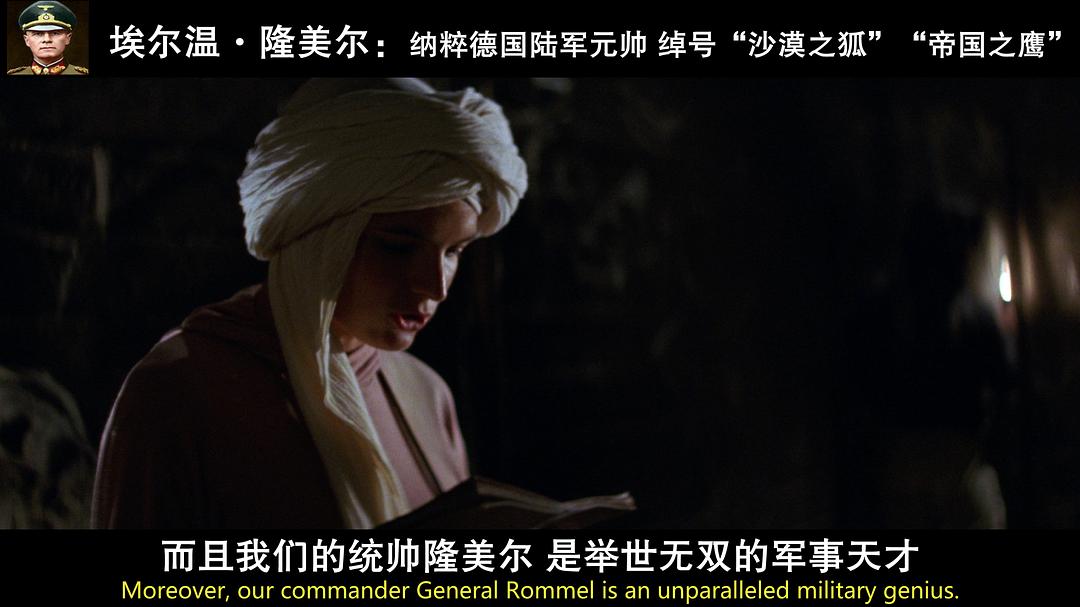 埃尔温·隆美尔：纳粹德国陆军元帅 绰号“沙漠之狐” “帝国之鹰”
而且我们的统帅隆美尔 是举世无双的军事天才
Moreover, our commander General Rommel is an unparalleled military genius.